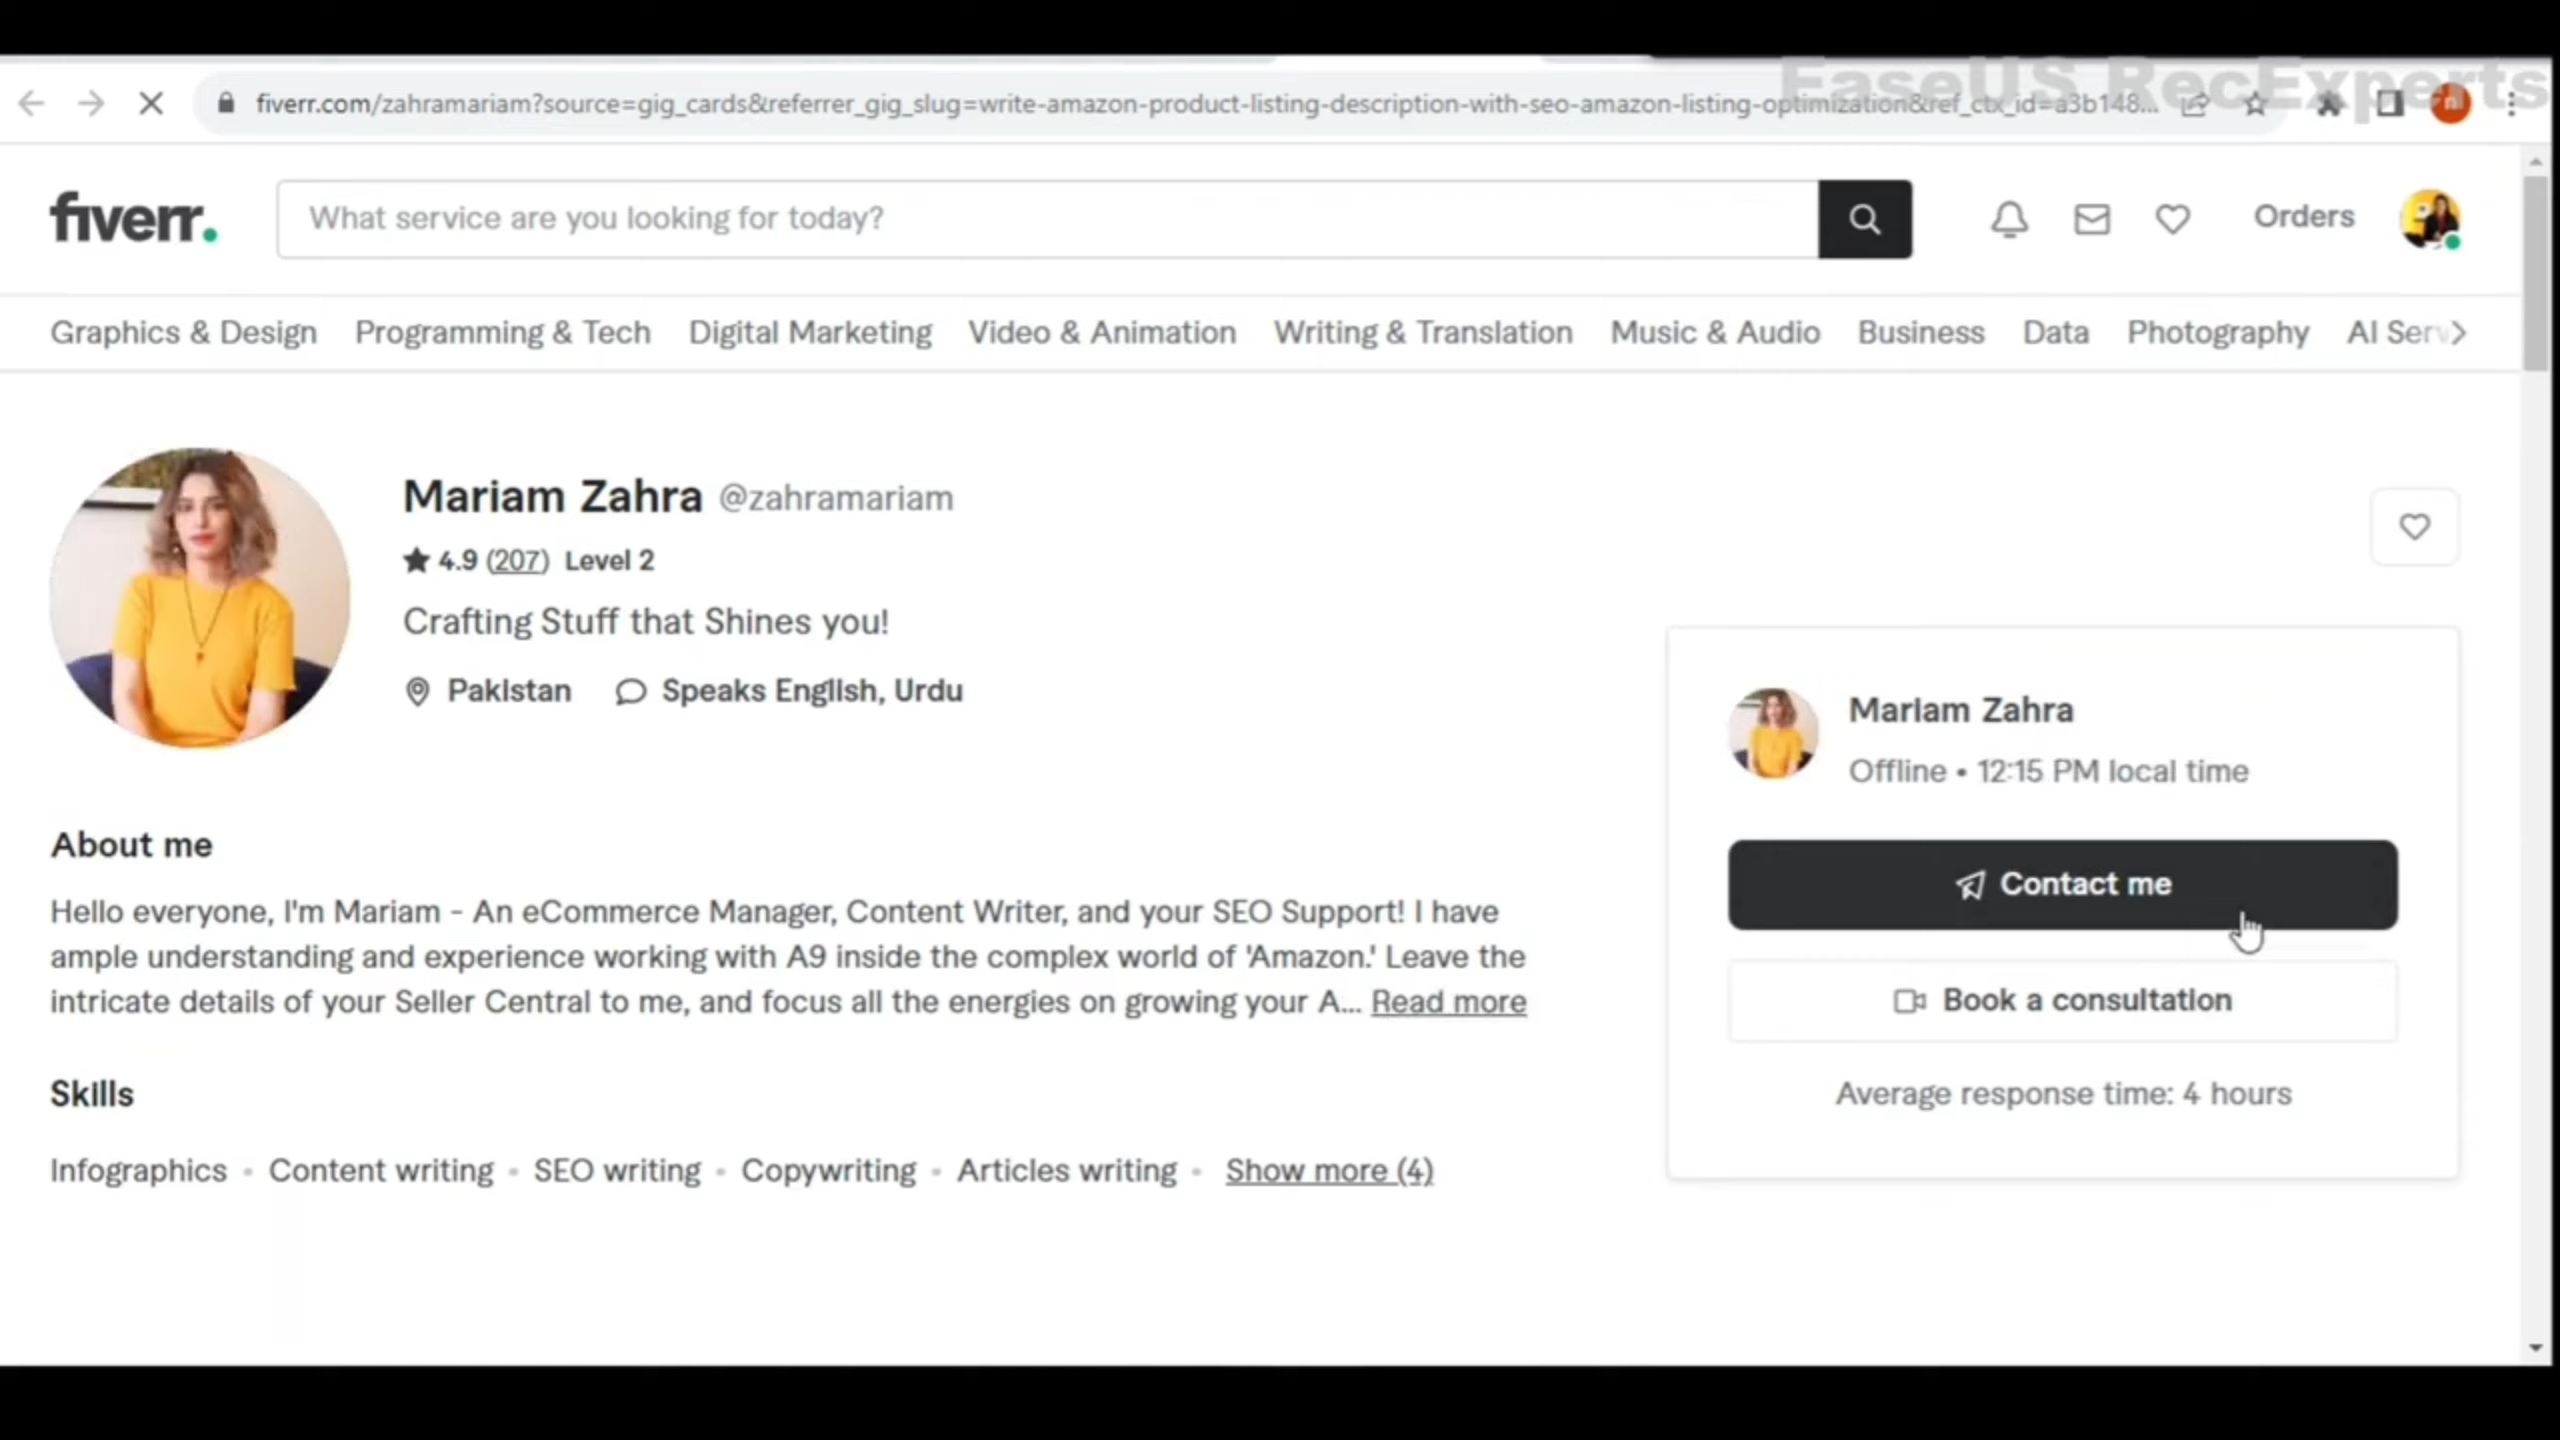 EaseUS RecExperts
fiverr.com/zahramariam?source=gig_cards&referrer_gig_slug=write-amazon-product-listing-description-with-seo-amazon-listing-optimization&ref_ctx_id=a3b148...
fiverr.
What service are you looking for today?
Orders
Graphics & Design Programming & Tech Digital Marketing Video & Animation Writing & Translation Music & Audio Business Data Photography AI Serv
Mariam Zahra @zahramariam
4.9 (207) Level 2
Crafting Stuff that Shines you!
Pakistan Speaks English, Urdu
Mariam Zahra
Offline • 12:15 PM local time
Contact me
Book a consultation
Average response time: 4 hours
About me
Hello everyone, I'm Mariam - An eCommerce Manager, Content Writer, and your SEO Support! I have
ample understanding and experience working with A9 inside the complex world of 'Amazon.' Leave the
intricate details of your Seller Central to me, and focus all the energies on growing your A... Read more
Skills
Infographics • Content writing • SEO writing • Copywriting • Articles writing • Show more (4)